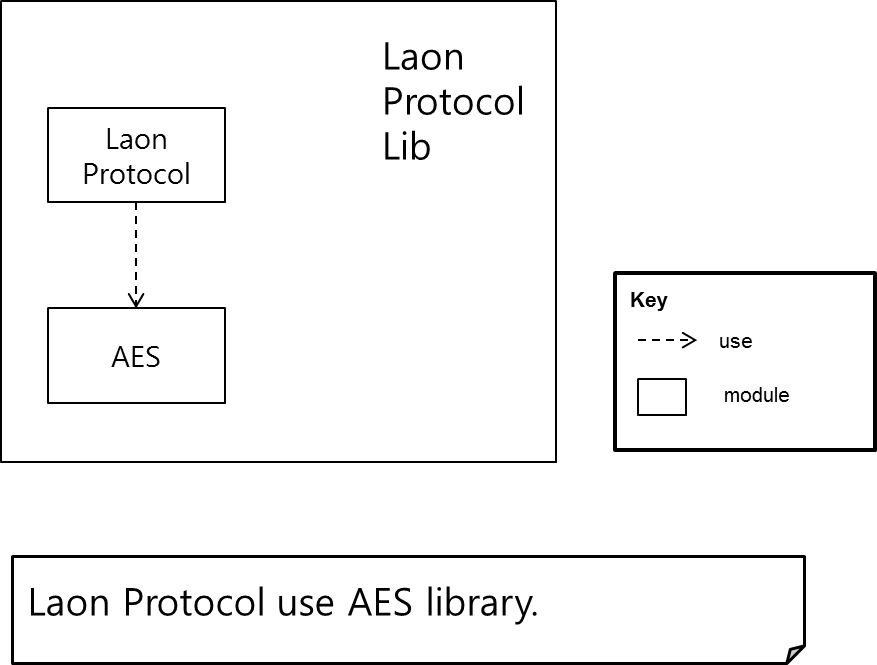 Laon
Protocol
Lib
Laon
Protocol
AES
Key
use
module
Laon Protocol use AES library.